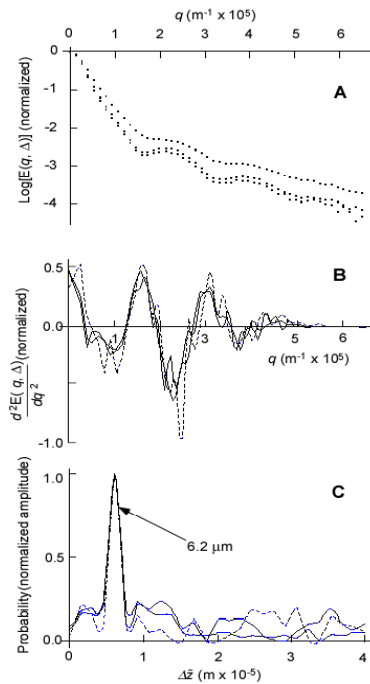 q (m⁻¹ x 10⁵)
0 1 2 3 4 5 6
A
Log[E(q, Δ)] (normalized)
0
-1
-2
-3
-4
B
d²E(q, Δ)/dq² (normalized)
0.5
0.0
-1.0
0 1 3 4 5 6
q (m⁻¹ x 10⁵)
C
Probability (normalized amplitude)
1.0
0.5
0.0
6.2 µm
0 1 2 3 4
Δz̄ (m x 10⁻⁵)